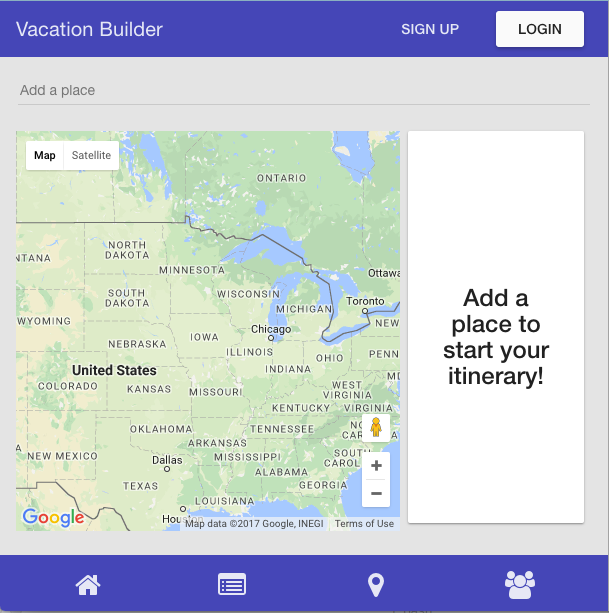 Vacation Builder
SIGN UP
LOGIN
Add a place
Map
Satellite
ONTARIO
NORTH
DAKOTA
MINNESOTA
Ottawa
SOUTH
DAKOTA
WISCONSIN
MICHIGAN
Toronto
WYOMING
Chicago
NEW
IOWA
NEBRASKA
ILLINOIS
OHIO
PENN
INDIANA
United States
MD
COLORADO
KANSAS
MISSOURI
WEST
VIRGINIA
KENTUCKY
VIRGINIA
OKLAHOMA
TENNESSEE
ARKANSAS
NEW MEXICO
Dallas
MISSISSIPPI
SOUTH
CAROL
ALABAMA
TEXAS
GEORGIA
LOUISIANA
Google
Map data ©2017 Google, INEGI
Terms of Use
Add a
place to
start your
itinerary!